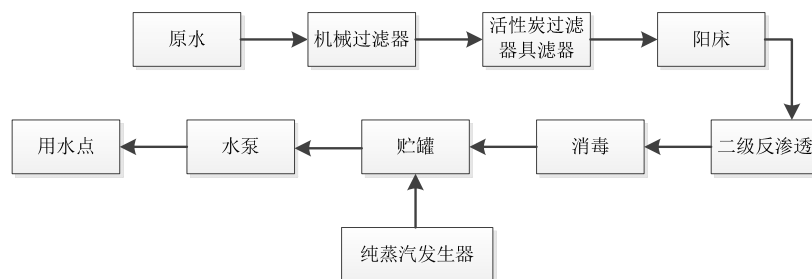 原水
机械过滤器
活性炭过滤
器具滤器
阳床
用水点
水泵
贮罐
消毒
二级反渗透
纯蒸汽发生器